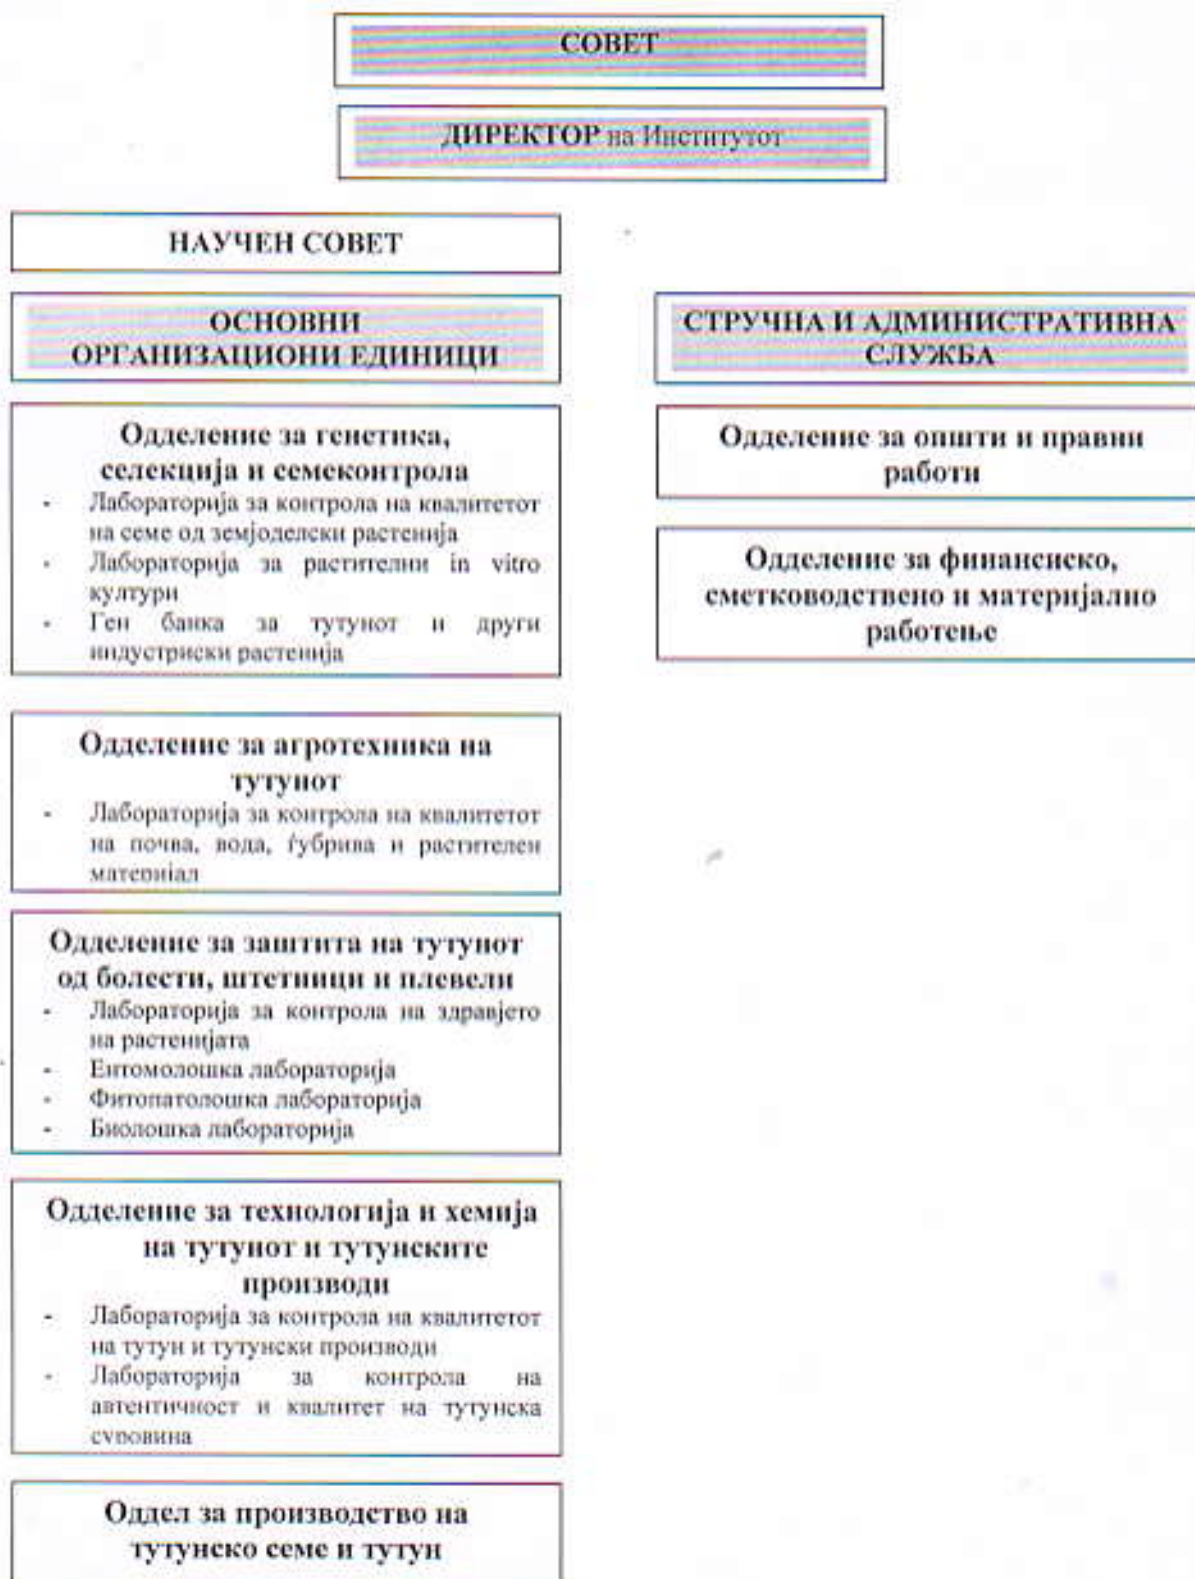 СОВЕТ
ДИРЕКТОР на Институтот
НАУЧЕН СОВЕТ
ОСНОВНИ
ОРГАНИЗАЦИОНИ ЕДИНИЦИ
Одделение за генетика,
селекција и семеконтрола
- Лабораторија за контрола на квалитетот
на семе од земјоделски растенија
- Лабораторија за растителни in vitro
култури
- Ген банка за тутунот и други
индустриски растенија
Одделение за агротехника на
тутунот
- Лабораторија за контрола на квалитетот
на почва, вода, ѓубрива и растителен
материјал
Одделение за заштита на тутунот
од болести, штетници и плевели
- Лабораторија за контрола на здравјето
на растенијата
- Ентомолошка лабораторија
- Фитопатолошка лабораторија
- Биолошка лабораторија
Одделение за технологија и хемија
на тутунот и тутунските
производи
- Лабораторија за контрола на квалитетот
на тутун и тутунски производи
- Лабораторија за контрола на
автентичност и квалитет на тутунска
суровина
Оддел за производство на
тутунско семе и тутун
СТРУЧНА И АДМИНИСТРАТИВНА
СЛУЖБА
Одделение за општи и правни
работи
Одделение за финансиско,
сметководствено и материјално
работење